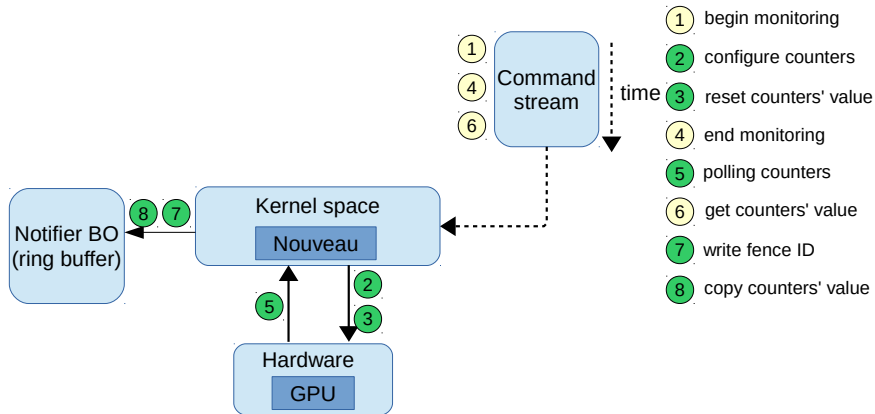 1
4
6
Command
stream
time
1 begin monitoring
2 configure counters
3 reset counters' value
4 end monitoring
5 polling counters
6 get counters' value
7 write fence ID
8 copy counters' value
Notifier BO
(ring buffer)
8 7
Kernel space
Nouveau
5
2
3
Hardware
GPU